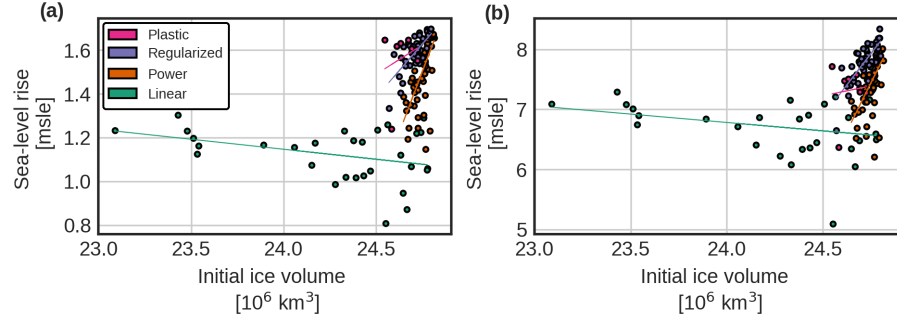 (a)
1.6
1.4
1.2
1.0
0.8
Sea-level rise
[msle]
Plastic
Regularized
Power
Linear
23.0 23.5 24.0 24.5
Initial ice volume
[10⁶ km³]
(b)
8
7
6
5
Sea-level rise
[msle]
23.0 23.5 24.0 24.5
Initial ice volume
[10⁶ km³]